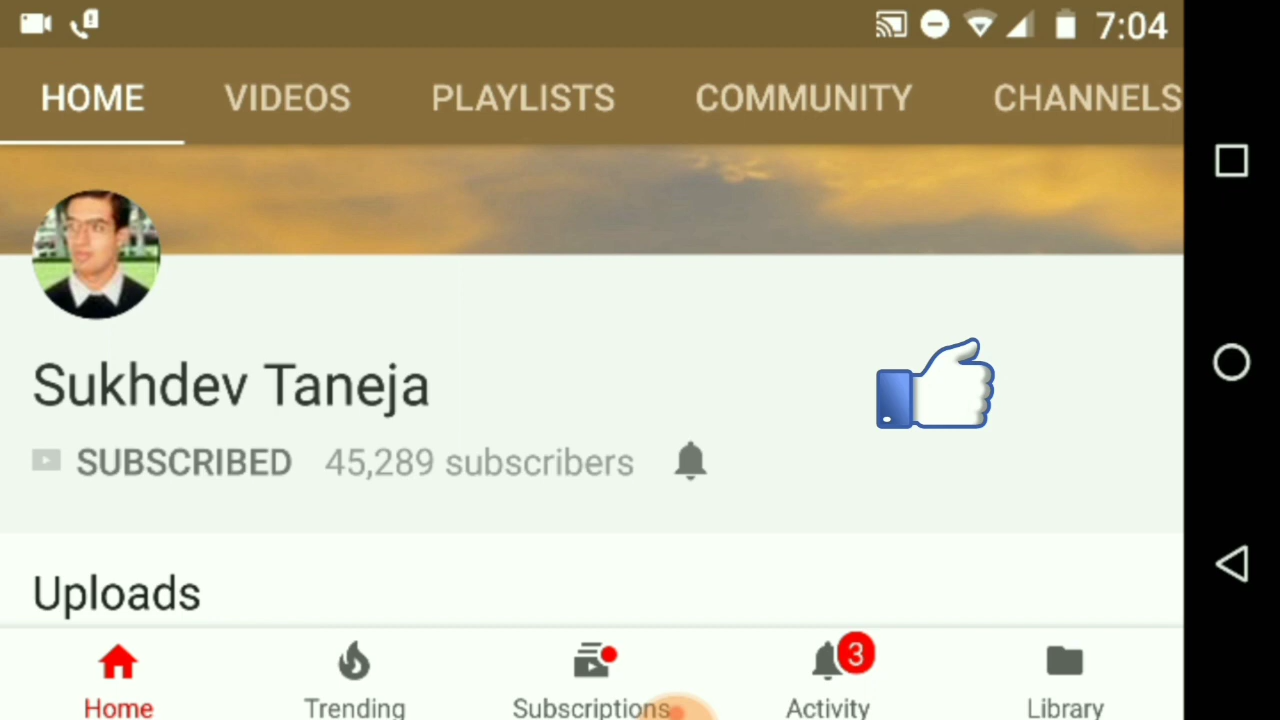 7:04
HOME VIDEOS PLAYLISTS COMMUNITY CHANNELS
Sukhdev Taneja
SUBSCRIBED 45,289 subscribers
Uploads
3
Home Trending Subscriptions Activity Library